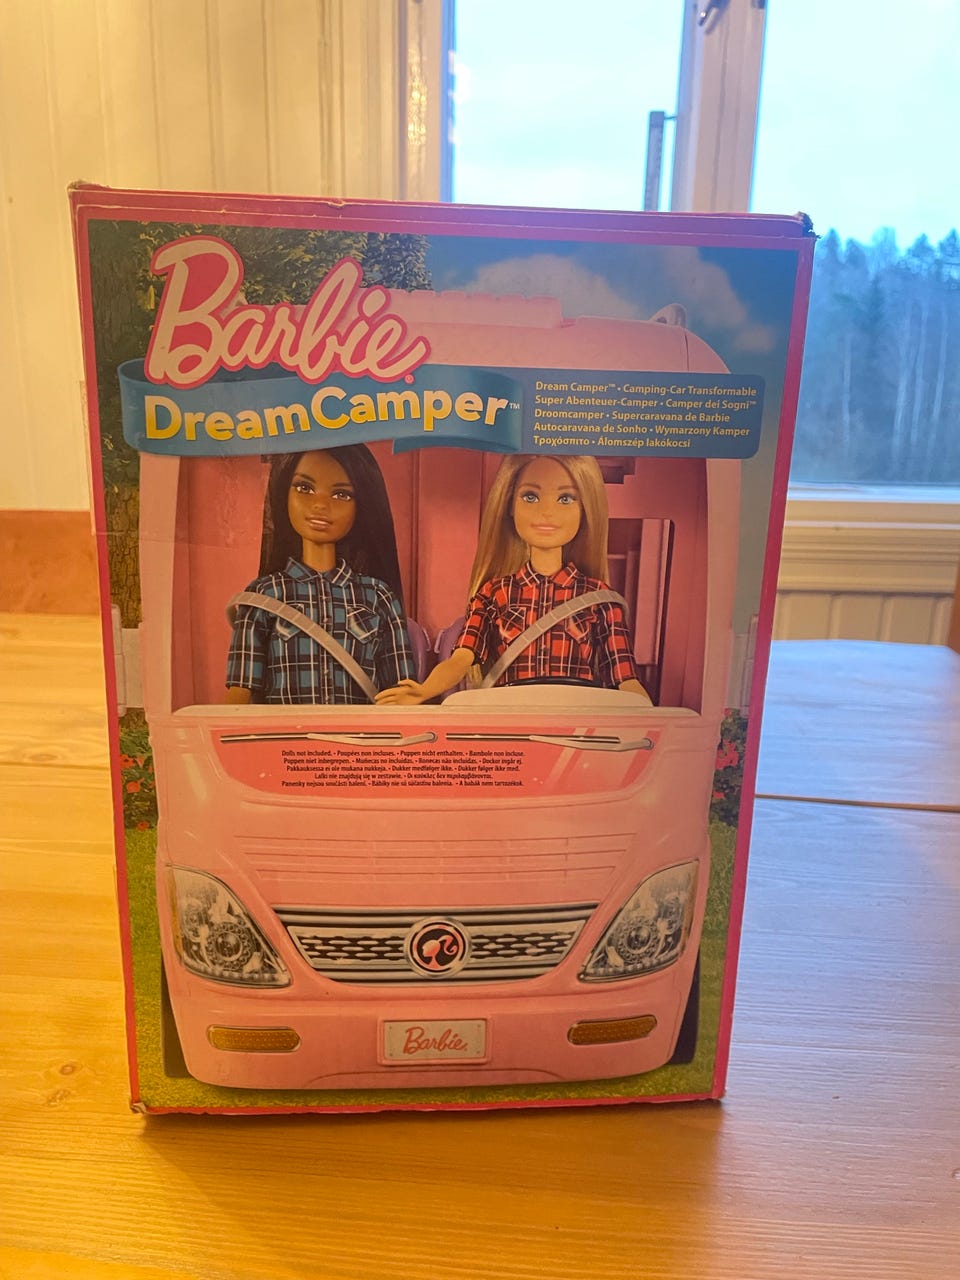 Barbie®
DreamCamper™
Dream Camper™ • Camping-Car Transformable
Super Abenteuer-Camper • Camper dei Sogni™
Droomcamper • Supercaravana de Barbie
Autocaravana de Sonho • Wymarzony Kamper
Τροχόσπιτο • Álomszép lakókocsi
Dolls not included. • Poupées non incluses. • Puppen nicht enthalten. • Bambole non incluse.
Poppen niet inbegrepen. • Muñecas no incluidas. • Bonecas não incluídas. • Dockor ingår ej.
Pakkauksessa ei ole mukana nukkeja. • Dukker medfølger ikke. • Dukker følger ikke med.
Lalki nie znajdują się w zestawie. • Οι κούκλες δεν περιλαμβάνονται.
Panenky nejsou součástí balení. • Bábiky nie sú súčasťou balenia. • A babák nem tartozékok.
Barbie